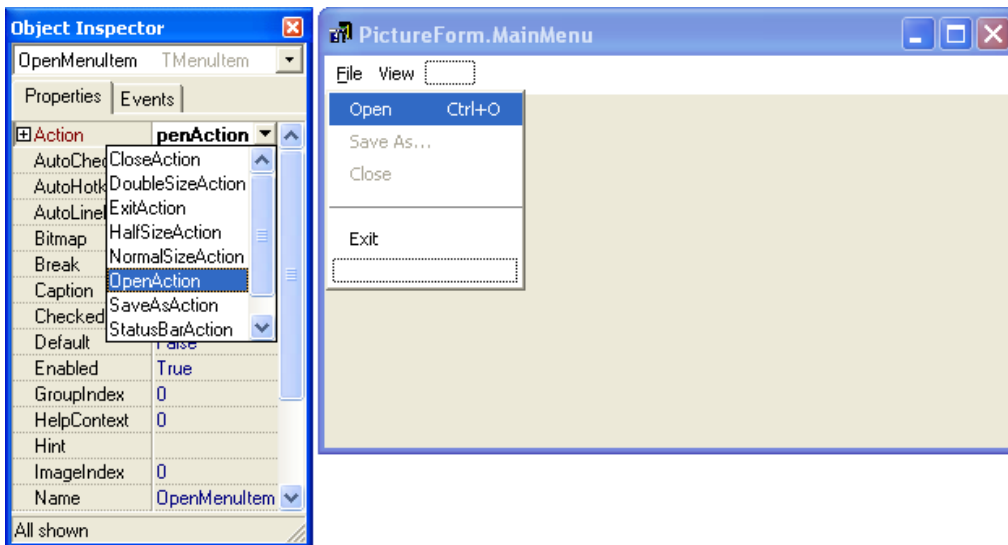 Object Inspector
OpenMenuItem TMenuItem
Properties Events
Action penAction
AutoChec
AutoHotk
AutoLine
Bitmap
Break
Caption
Checked
Default False
Enabled True
GroupIndex 0
HelpContext 0
Hint
ImageIndex 0
Name OpenMenuItem
All shown
CloseAction
DoubleSizeAction
ExitAction
HalfSizeAction
NormalSizeAction
OpenAction
SaveAsAction
StatusBarAction
PictureForm.MainMenu
File View
Open Ctrl+O
Save As...
Close
Exit